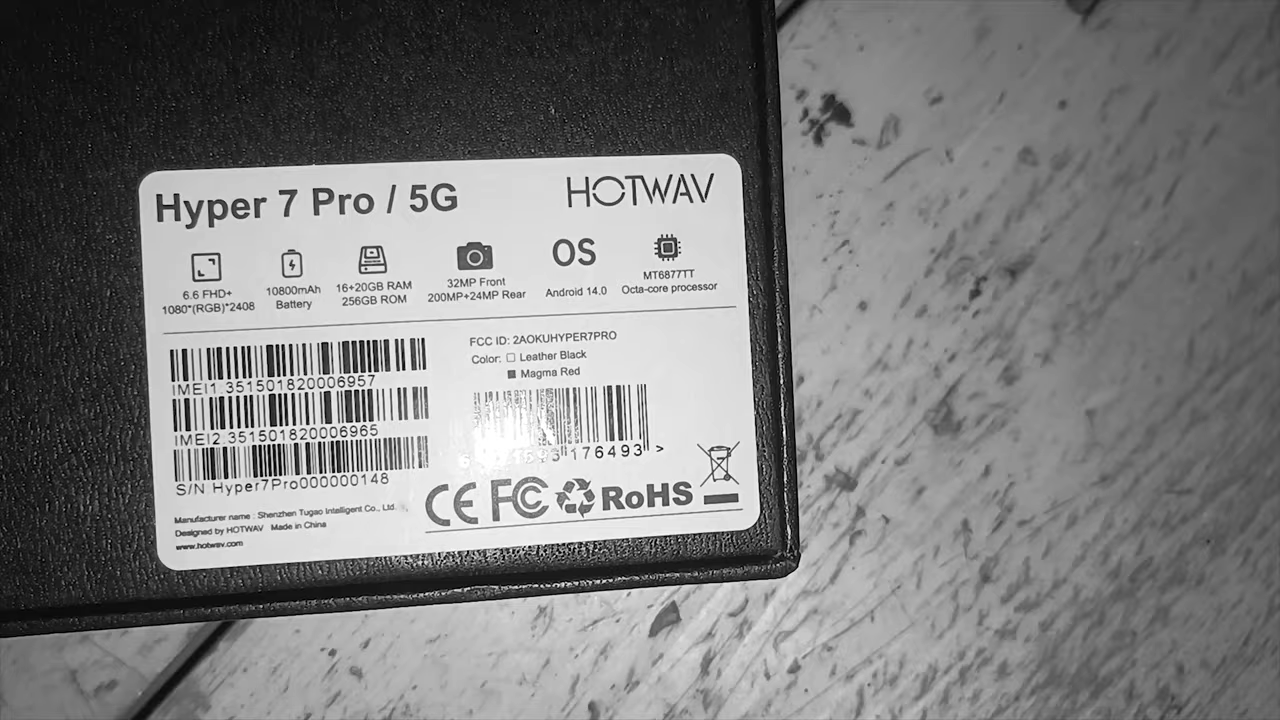 Hyper 7 Pro / 5G
HOTWAV
6.6 FHD+
1080*(RGB)*2408
10800mAh
Battery
16+20GB RAM
256GB ROM
32MP Front
200MP+24MP Rear
OS
Android 14.0
MT6877TT
Octa-core processor
IMEI1.351501820006957
IMEI2.351501820006965
S/N Hyper7Pro000000148
FCC ID: 2AOKUHYPER7PRO
Color: □ Leather Black
■ Magma Red
176493 >
Manufacturer name : Shenzhen Tugao Intelligent Co., Ltd.
Designed by HOTWAV Made in China
www.hotwav.com
CE FC RoHS